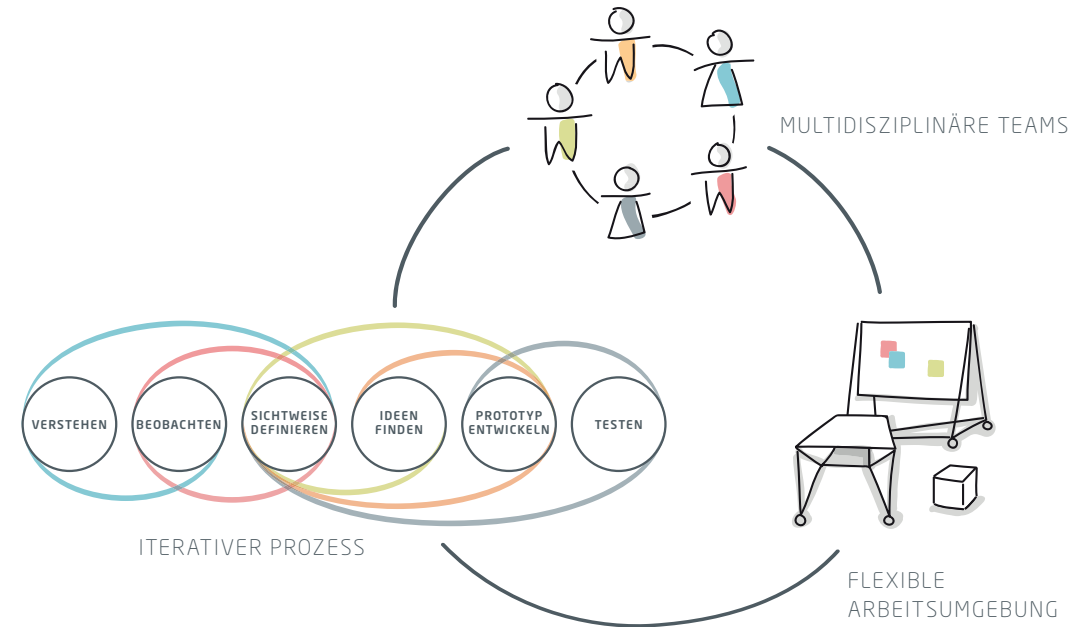 MULTIDISZIPLINÄRE TEAMS
VERSTEHEN
BEOBACHTEN
SICHTWEISE
DEFINIEREN
IDEEN
FINDEN
PROTOTYP
ENTWICKELN
TESTEN
ITERATIVER PROZESS
FLEXIBLE
ARBEITSUMGEBUNG